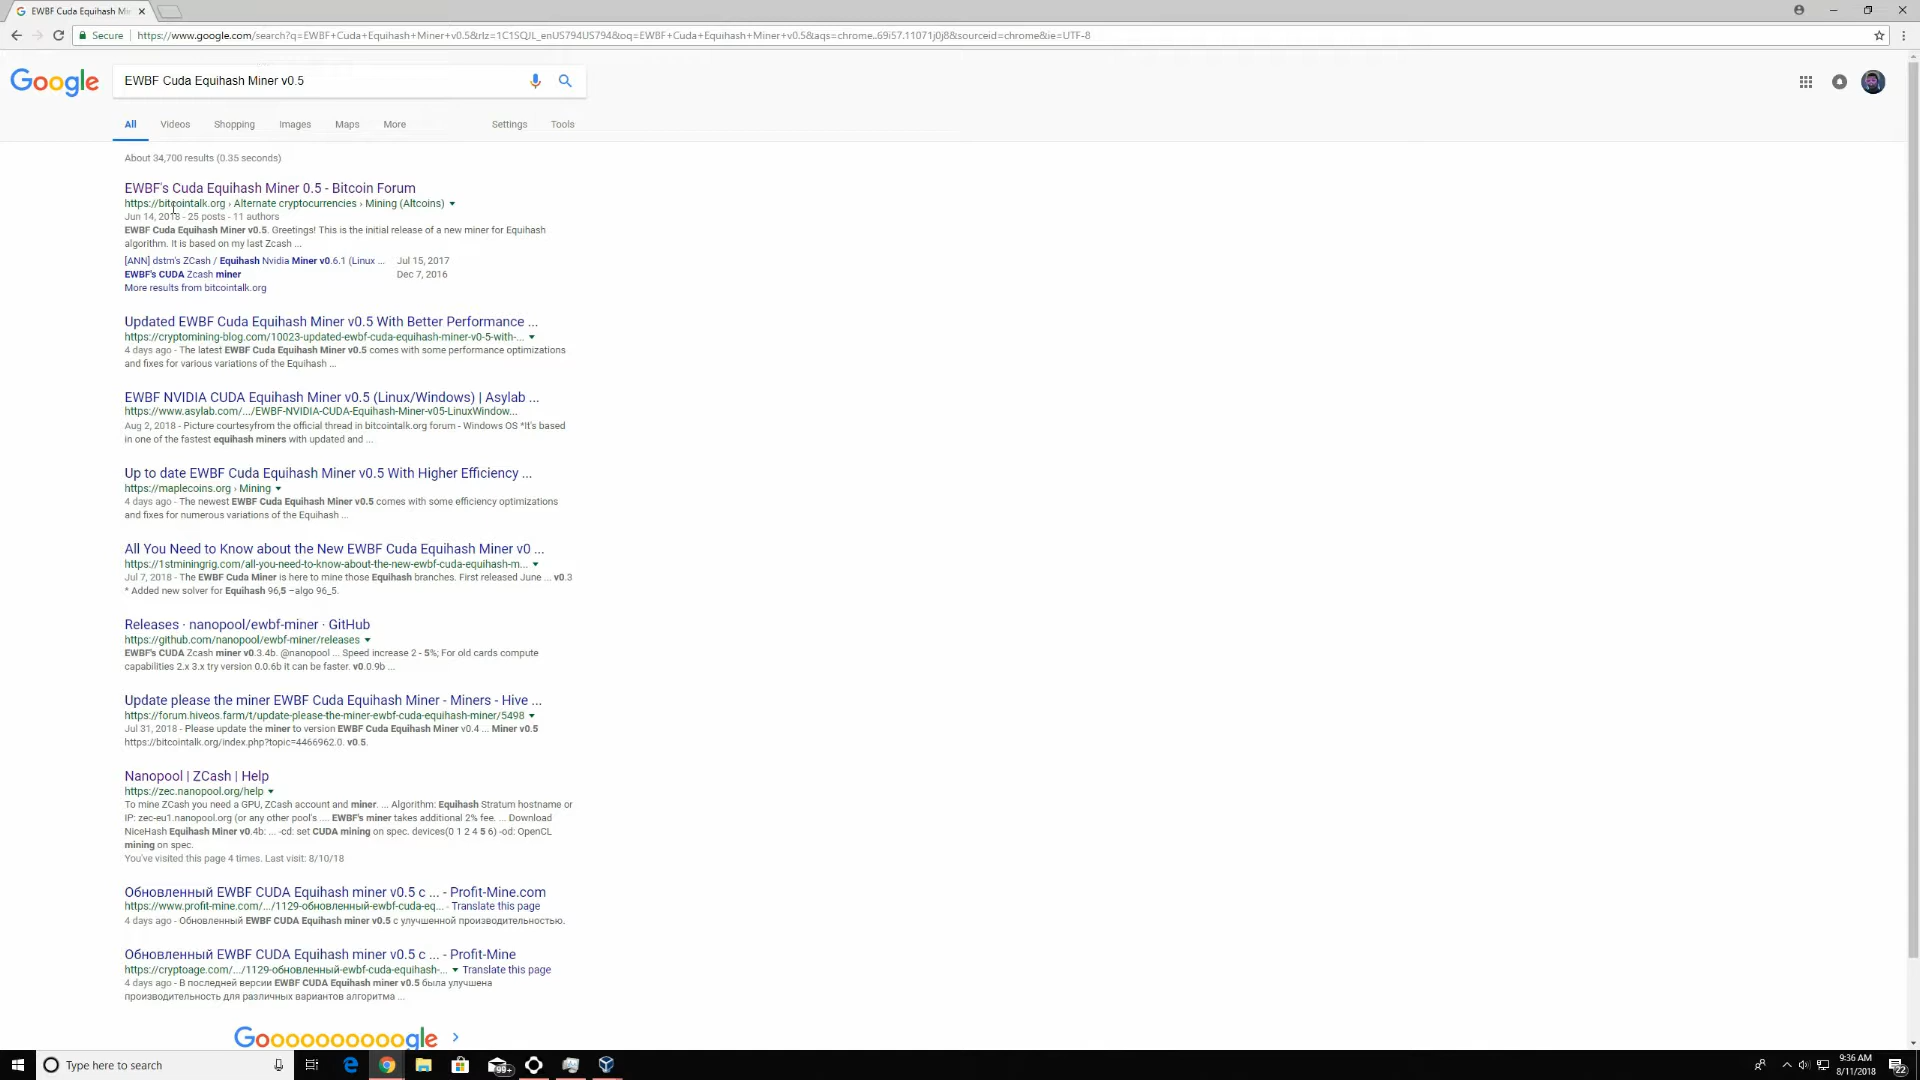 EWBF Cuda Equihash Mi
Secure https://www.google.com/search?q=EWBF+Cuda+Equihash+Miner+v0.5&rlz=1C1SQJL_enUS794US794&oq=EWBF+Cuda+Equihash+Miner+v0.5&aqs=chrome..69i57.11071j0j8&sourceid=chrome&ie=UTF-8
Google EWBF Cuda Equihash Miner v0.5
All Videos Shopping Images Maps More Settings Tools
About 34,700 results (0.35 seconds)
EWBF's Cuda Equihash Miner 0.5 - Bitcoin Forum
https://bitcointalk.org › Alternate cryptocurrencies › Mining (Altcoins)
Jun 14, 2018 - 25 posts - 11 authors
EWBF Cuda Equihash Miner v0.5. Greetings! This is the initial release of a new miner for Equihash
algorithm. It is based on my last Zcash ...
[ANN] dstm's ZCash / Equihash Nvidia Miner v0.6.1 (Linux ... Jul 15, 2017
EWBF's CUDA Zcash miner Dec 7, 2016
More results from bitcointalk.org
Updated EWBF Cuda Equihash Miner v0.5 With Better Performance ...
https://cryptomining-blog.com/10023-updated-ewbf-cuda-equihash-miner-v0-5-with-...
4 days ago - The latest EWBF Cuda Equihash Miner v0.5 comes with some performance optimizations
and fixes for various variations of the Equihash ...
EWBF NVIDIA CUDA Equihash Miner v0.5 (Linux/Windows) | Asylab ...
https://www.asylab.com/.../EWBF-NVIDIA-CUDA-Equihash-Miner-v05-LinuxWindow...
Aug 2, 2018 - Picture courtesyfrom the official thread in bitcointalk.org forum - Windows OS *It's based
in one of the fastest equihash miners with updated and ...
Up to date EWBF Cuda Equihash Miner v0.5 With Higher Efficiency ...
https://maplecoins.org › Mining
4 days ago - The newest EWBF Cuda Equihash Miner v0.5 comes with some efficiency optimizations
and fixes for numerous variations of the Equihash ...
All You Need to Know about the New EWBF Cuda Equihash Miner v0 ...
https://1stminingrig.com/all-you-need-to-know-about-the-new-ewbf-cuda-equihash-m...
Jul 7, 2018 - The EWBF Cuda Miner is here to mine those Equihash branches. First released June ... v0.3
* Added new solver for Equihash 96,5 –algo 96_5.
Releases · nanopool/ewbf-miner · GitHub
https://github.com/nanopool/ewbf-miner/releases
EWBF's CUDA Zcash miner v0.3.4b. @nanopool ... Speed increase 2 - 5%; For old cards compute
capabilities 2.x 3.x try version 0.0.6b it can be faster. v0.0.9b ...
Update please the miner EWBF Cuda Equihash Miner - Miners - Hive ...
https://forum.hiveos.farm/t/update-please-the-miner-ewbf-cuda-equihash-miner/5498
Jul 31, 2018 - Please update the miner to version EWBF Cuda Equihash Miner v0.4 ... Miner v0.5
https://bitcointalk.org/index.php?topic=4466962.0. v0.5.
Nanopool | ZCash | Help
https://zec.nanopool.org/help
To mine ZCash you need a GPU, ZCash account and miner. ... Algorithm: Equihash Stratum hostname or
IP: zec-eu1.nanopool.org (or any other pool's .... EWBF's miner takes additional 2% fee. ... Download
NiceHash Equihash Miner v0.4b: ... -cd: set CUDA mining on spec. devices(0 1 2 4 5 6) -od: OpenCL
mining on spec.
You've visited this page 4 times. Last visit: 8/10/18
Обновленный EWBF CUDA Equihash miner v0.5 с ... - Profit-Mine.com
https://www.profit-mine.com/.../1129-обновленный-ewbf-cuda-eq... - Translate this page
4 days ago - Обновленный EWBF CUDA Equihash miner v0.5 с улучшенной производительностью.
Обновленный EWBF CUDA Equihash miner v0.5 с ... - Profit-Mine
https://cryptoage.com/.../1129-обновленный-ewbf-cuda-equihash-... Translate this page
4 days ago - В последней версии EWBF CUDA Equihash miner v0.5 была улучшена
производительность для различных вариантов алгоритма ...
Goooooooooogle
Type here to search 99+ 9:36 AM
8/11/2018 22